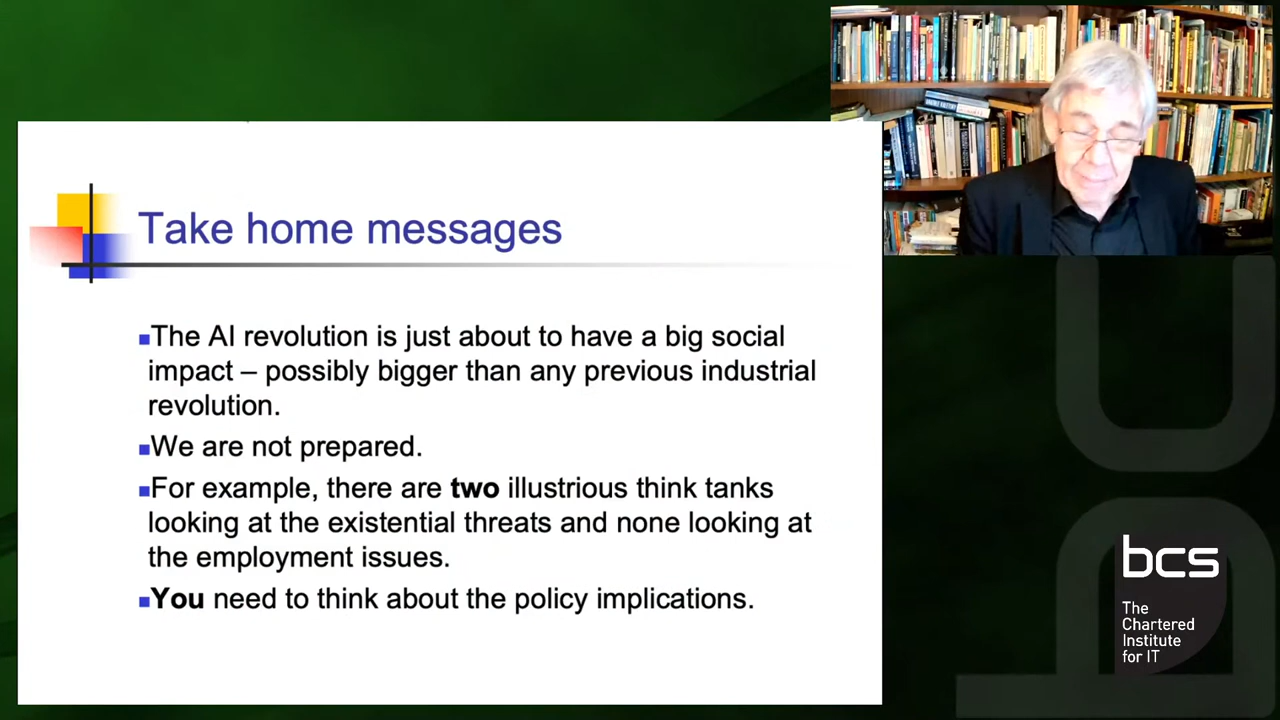 Take home messages
The AI revolution is just about to have a big social
impact – possibly bigger than any previous industrial
revolution.
We are not prepared.
For example, there are two illustrious think tanks
looking at the existential threats and none looking at
the employment issues.
You need to think about the policy implications.
bcs
The
Chartered
Institute
for IT